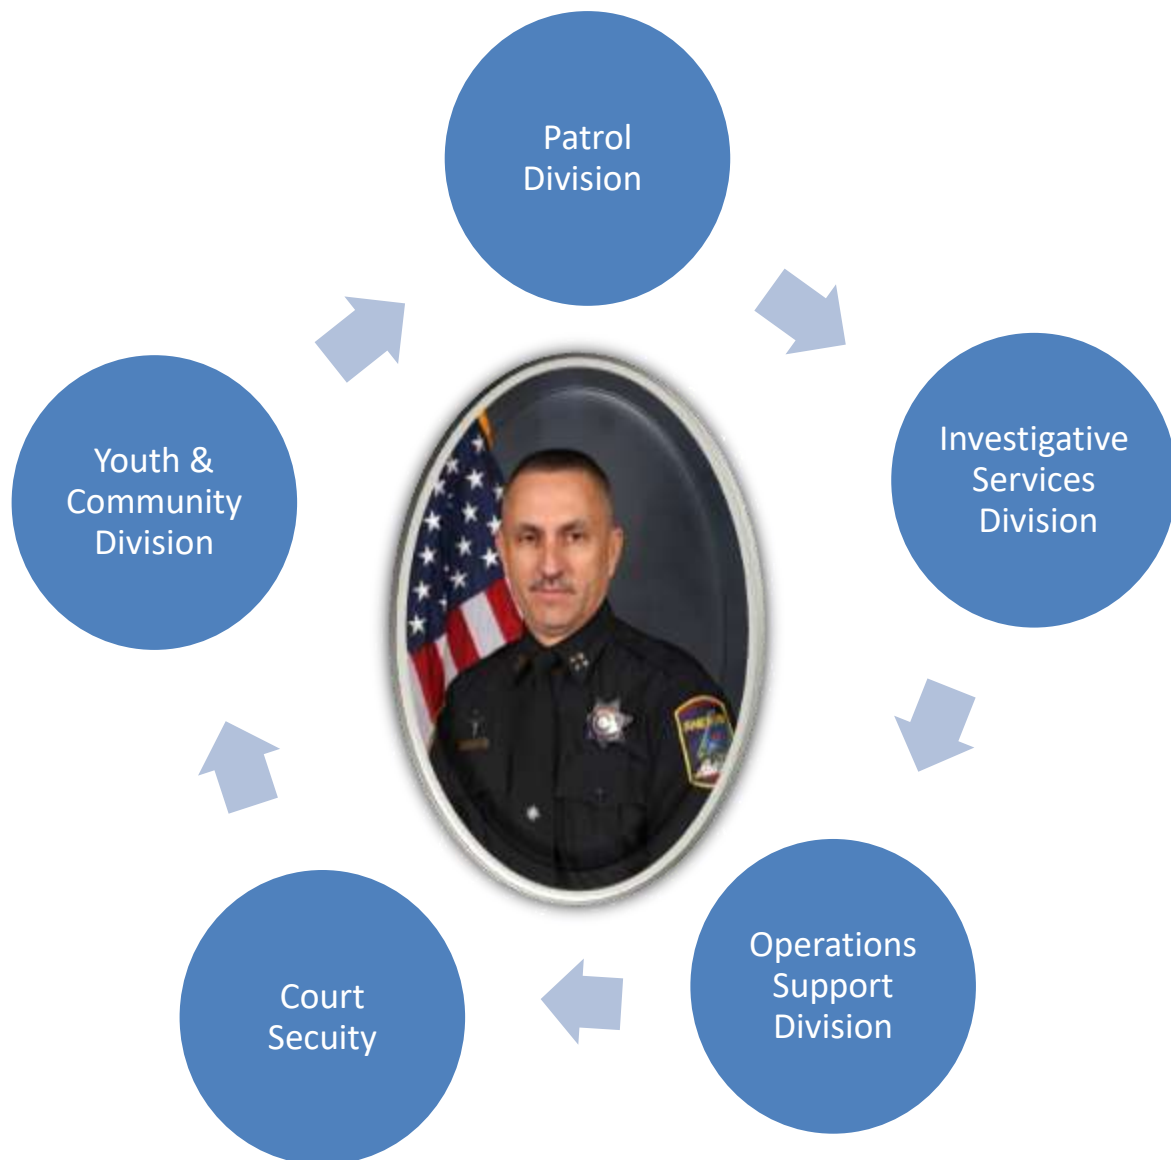 Patrol
Division
Investigative
Services
Division
Operations
Support
Division
Court
Secuity
Youth &
Community
Division